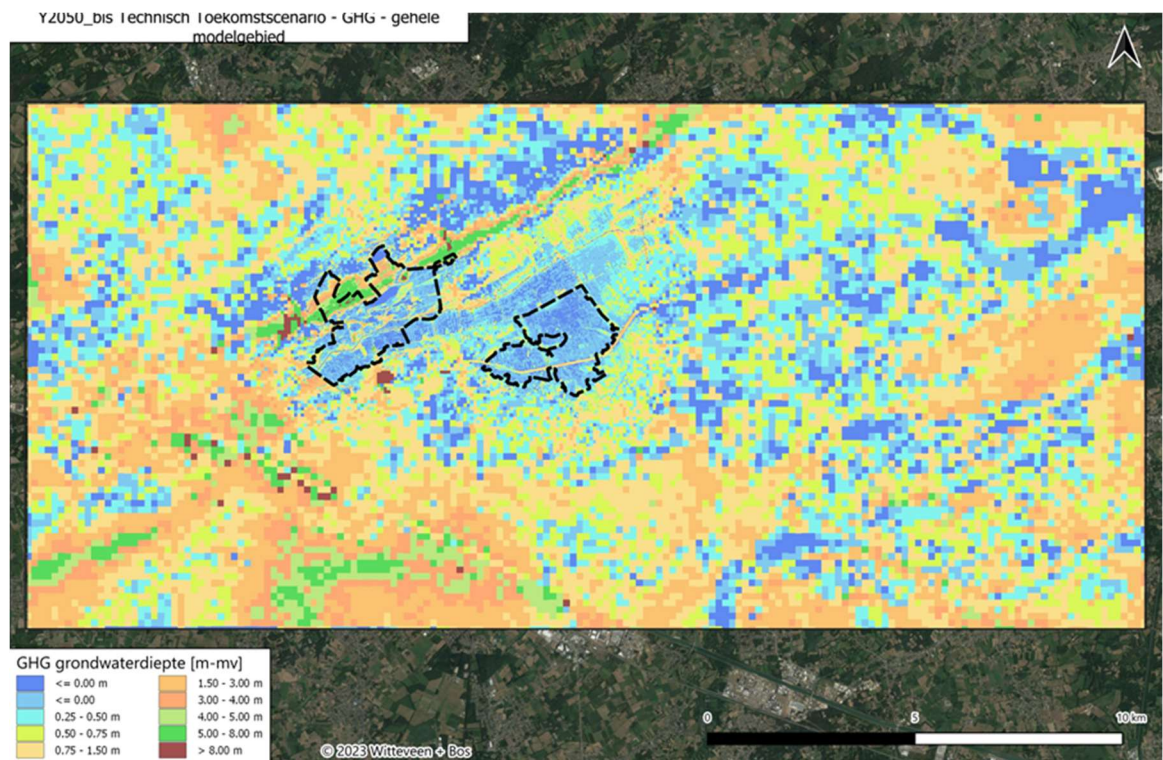 Y2050_bis Technisch Toekomstscenario - GHG - gehele
modelgebied
GHG grondwaterdiepte [m-mv]
<= 0.00 m
<= 0.00
0.25 - 0.50 m
0.50 - 0.75 m
0.75 - 1.50 m
1.50 - 3.00 m
3.00 - 4.00 m
4.00 - 5.00 m
5.00 - 8.00 m
> 8.00 m
© 2023 Witteveen + Bos
0 5 10 km